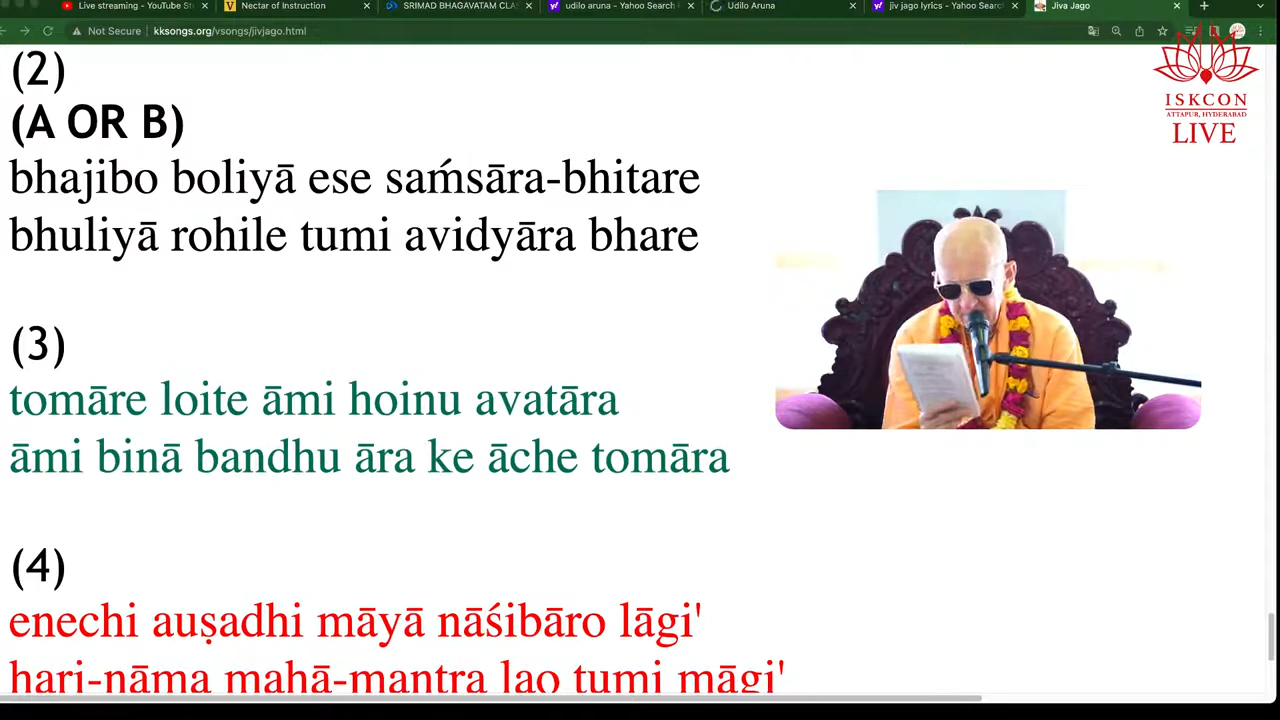 Live streaming - YouTube St
Nectar of Instruction
SRIMAD BHAGAVATAM CLAS
udilo aruna - Yahoo Search R
Udilo Aruna
jiv jago lyrics - Yahoo Search
Jiva Jago
Not Secure | kksongs.org/vsongs/jivjago.html
ISKCON
ATTAPUR, HYDERABAD
LIVE
(2)
(A OR B)
bhajibo boliyā ese saḿsāra-bhitare
bhuliyā rohile tumi avidyāra bhare
(3)
tomāre loite āmi hoinu avatāra
āmi binā bandhu āra ke āche tomāra
(4)
enechi auṣadhi māyā nāśibāro lāgi'
hari-nāma mahā-mantra lao tumi māgi'